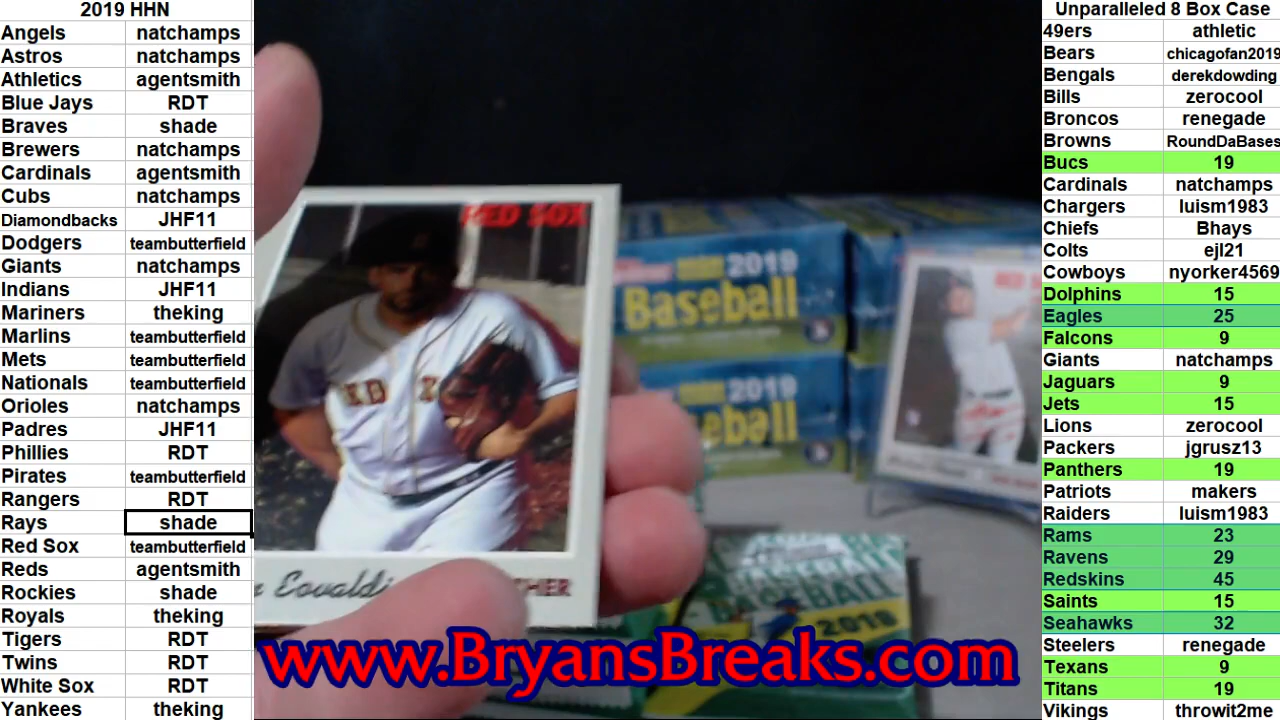 2019 HHN
Angels natchamps
Astros natchamps
Athletics agentsmith
Blue Jays RDT
Braves shade
Brewers natchamps
Cardinals agentsmith
Cubs natchamps
Diamondbacks JHF11
Dodgers teambutterfield
Giants natchamps
Indians JHF11
Mariners theking
Marlins teambutterfield
Mets teambutterfield
Nationals teambutterfield
Orioles natchamps
Padres JHF11
Phillies RDT
Pirates teambutterfield
Rangers RDT
Rays shade
Red Sox teambutterfield
Reds agentsmith
Rockies shade
Royals theking
Tigers RDT
Twins RDT
White Sox RDT
Yankees theking
RED SOX
Eovaldi
2019
Baseball
2019
BASEBALL
2018
www.BryansBreaks.com
Unparalleled 8 Box Case
49ers athletic
Bears chicagofan2019
Bengals derekdowding
Bills zerocool
Broncos renegade
Browns RoundDaBases
Bucs 19
Cardinals natchamps
Chargers luism1983
Chiefs Bhays
Colts ejl21
Cowboys nyorker4569
Dolphins 15
Eagles 25
Falcons 9
Giants natchamps
Jaguars 9
Jets 15
Lions zerocool
Packers jgrusz13
Panthers 19
Patriots makers
Raiders luism1983
Rams 23
Ravens 29
Redskins 45
Saints 15
Seahawks 32
Steelers renegade
Texans 9
Titans 19
Vikings throwit2me